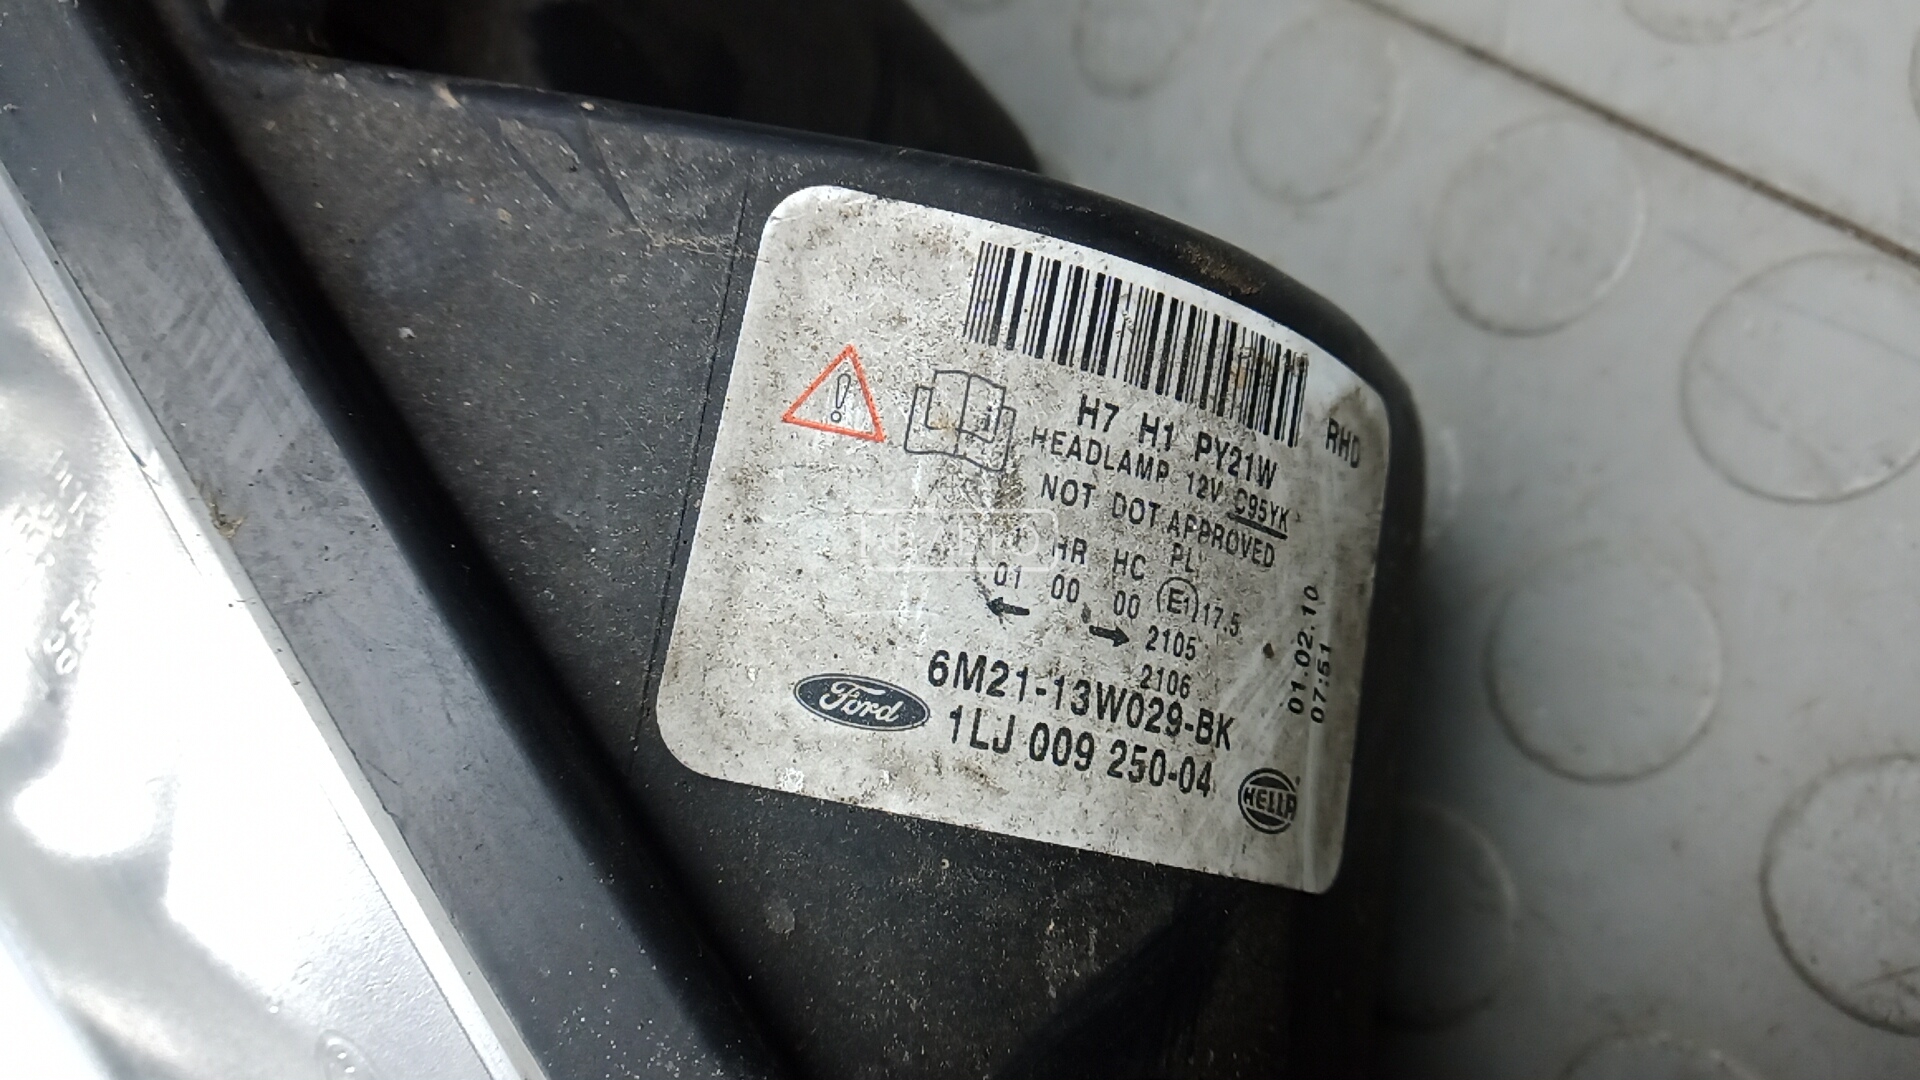 RHD
H7 H1 PY21W
HEADLAMP 12V C95YK
NOT DOT APPROVED
HR HC PL
01 00 00 E1 17.5
2105
2106
01.02.10
07:51
Ford
6M21-13W029-BK
1LJ 009 250-04
HELLA